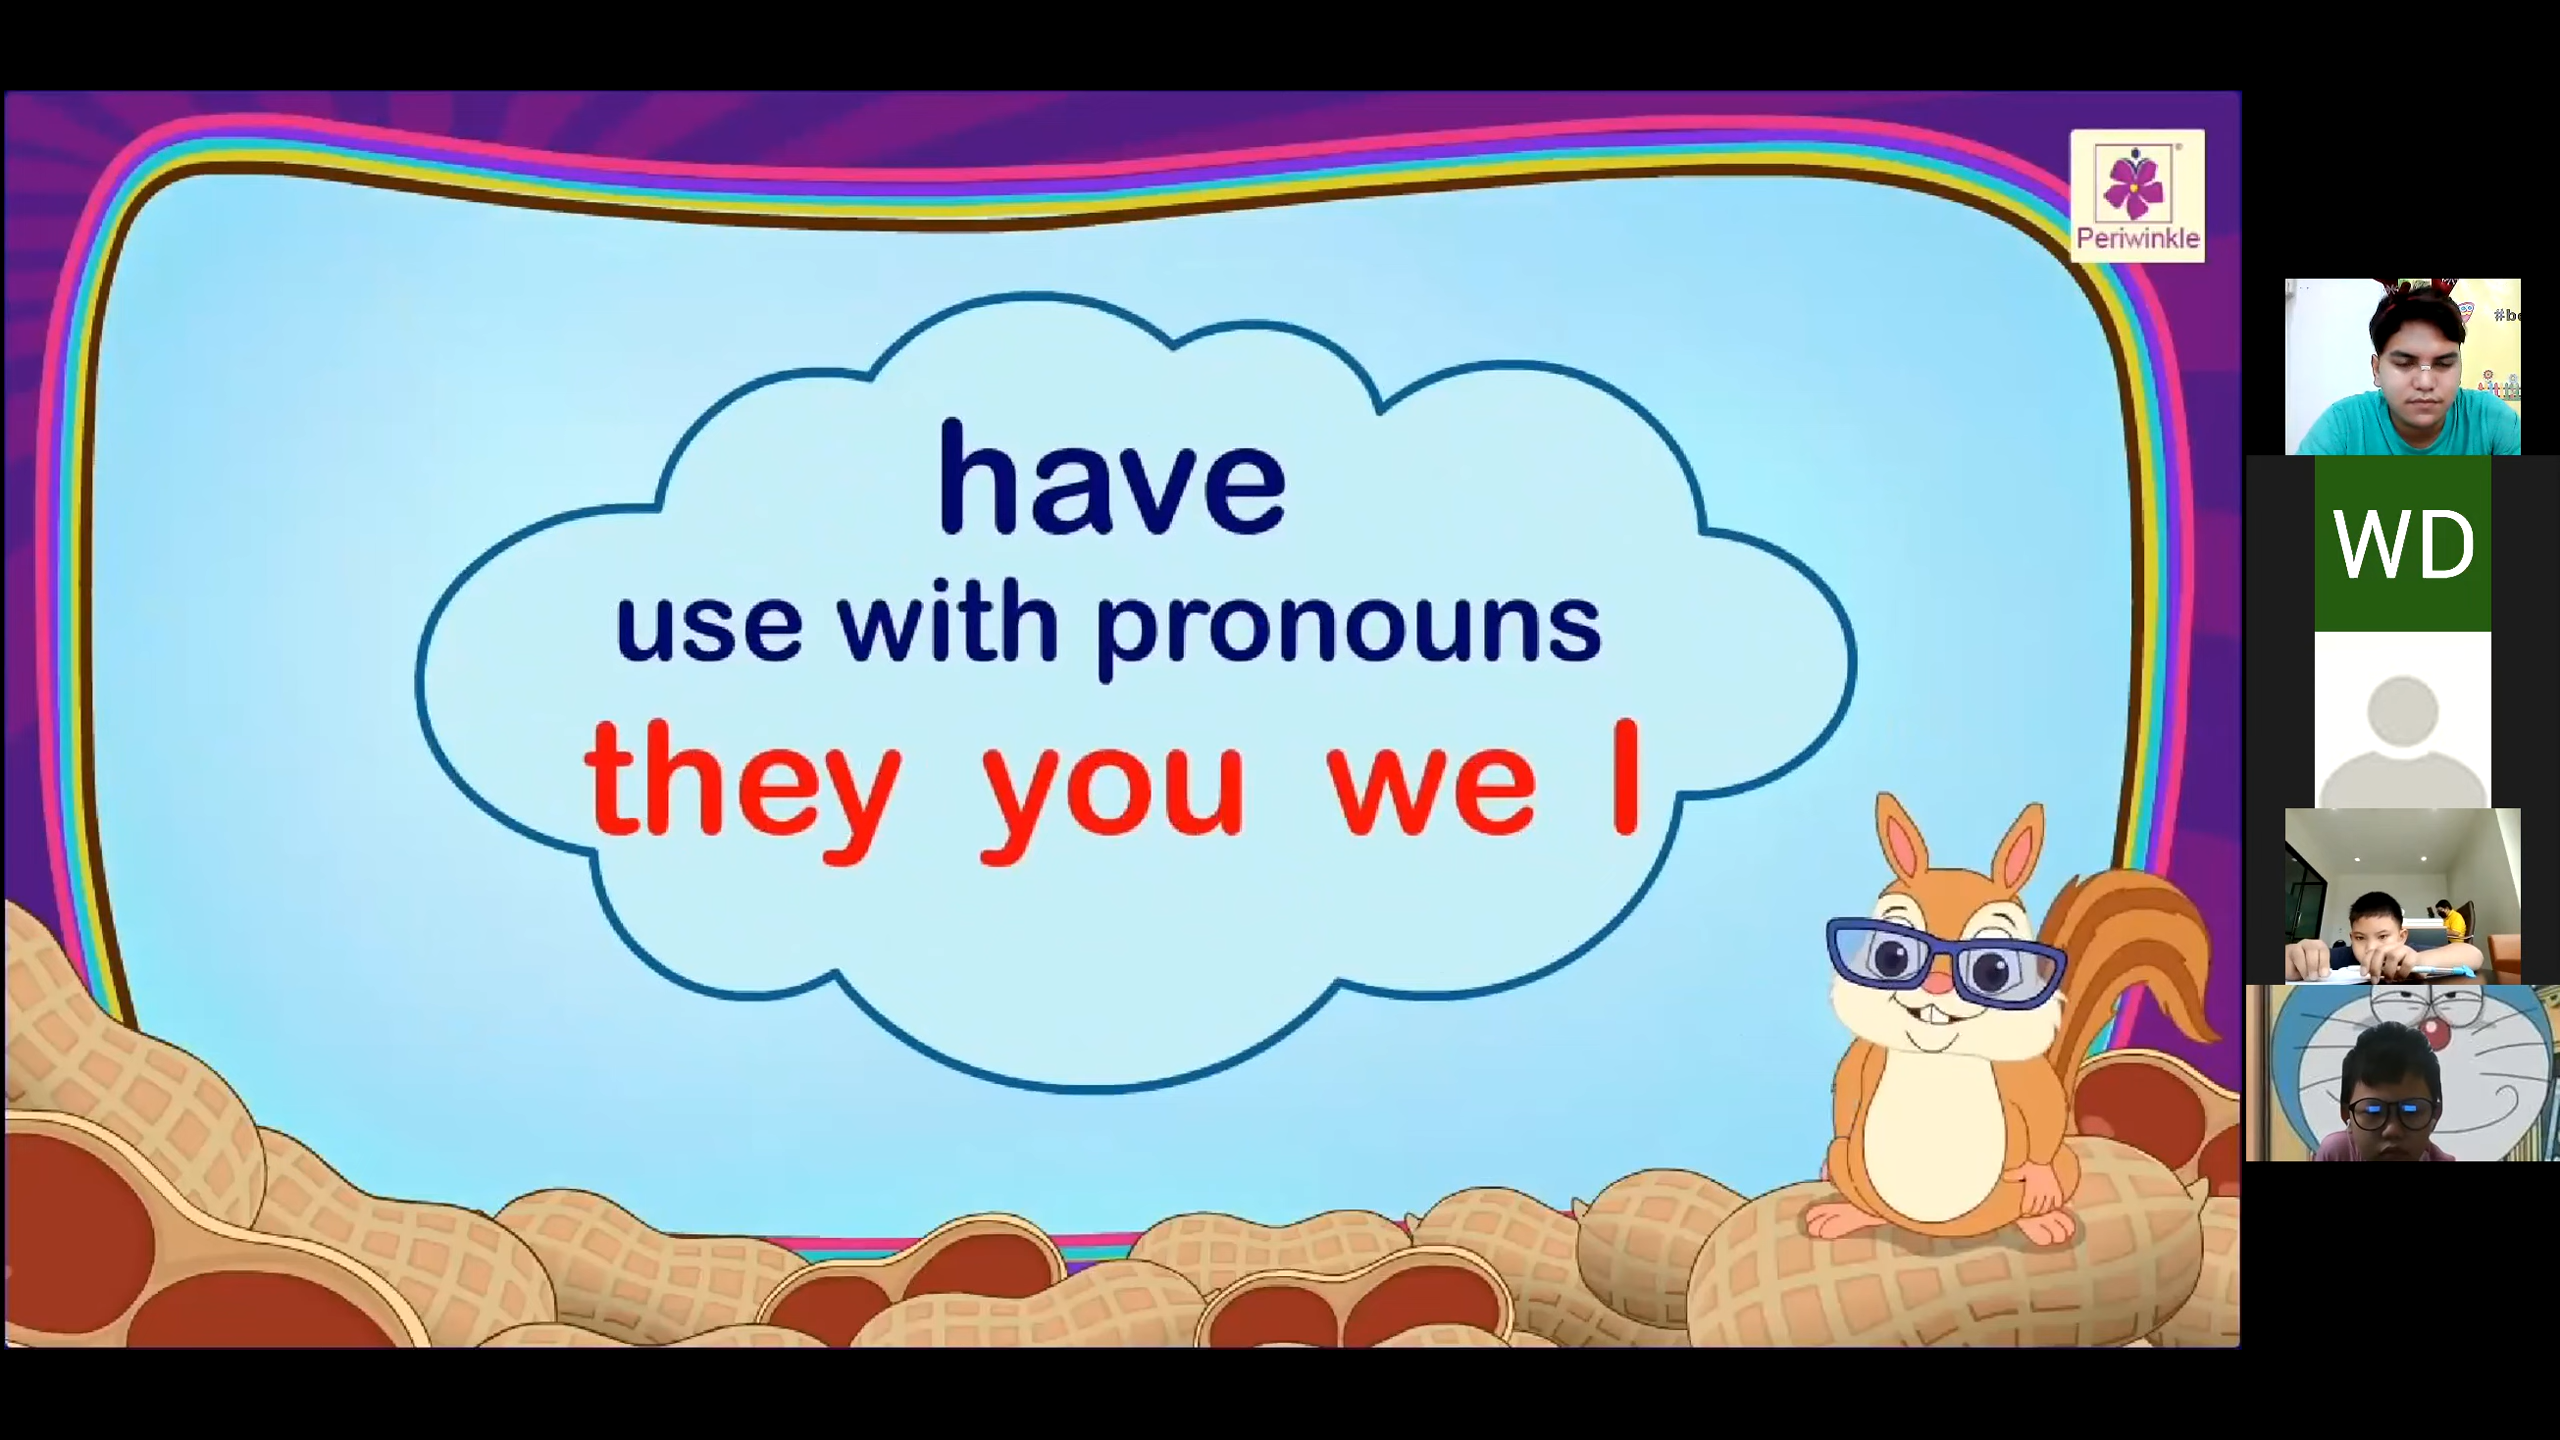 Periwinkle
have
use with pronouns
they you we I
WD